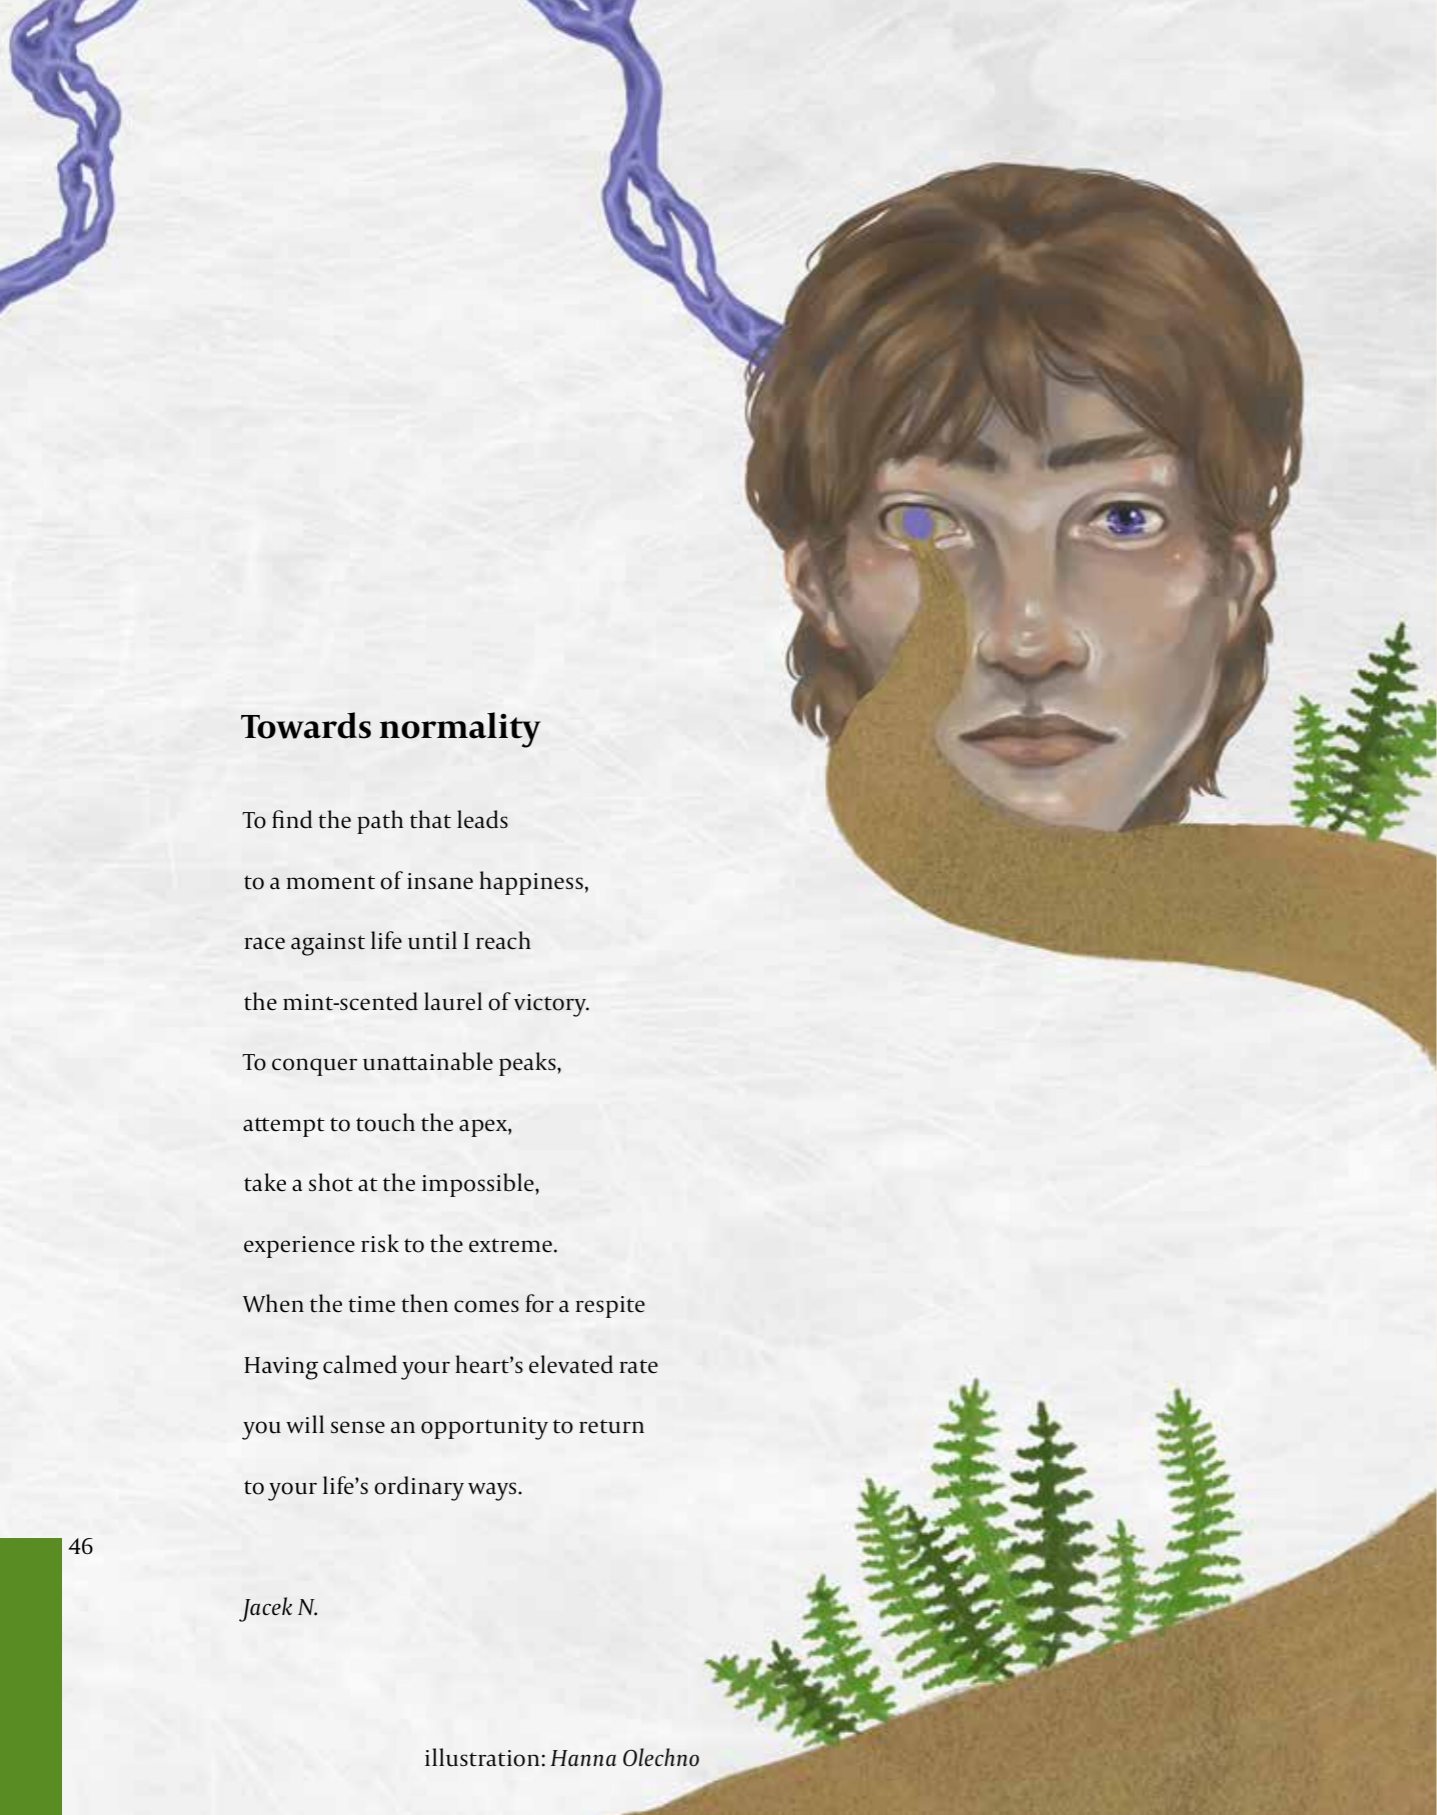 Towards normality
To find the path that leads
to a moment of insane happiness,
race against life until I reach
the mint-scented laurel of victory.
To conquer unattainable peaks,
attempt to touch the apex,
take a shot at the impossible,
experience risk to the extreme.
When the time then comes for a respite
Having calmed your heart’s elevated rate
you will sense an opportunity to return
to your life’s ordinary ways.
46
Jacek N.
illustration: Hanna Olechno